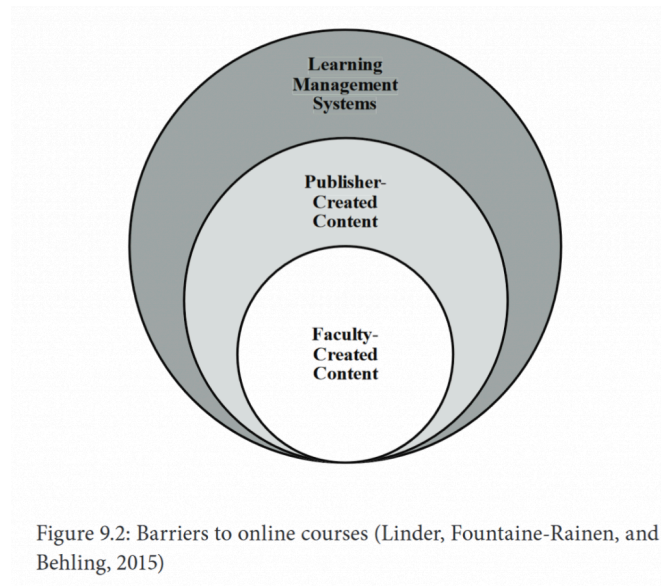 Learning
Management
Systems
Publisher-
Created
Content
Faculty-
Created
Content
Figure 9.2: Barriers to online courses (Linder, Fountaine-Rainen, and
Behling, 2015)